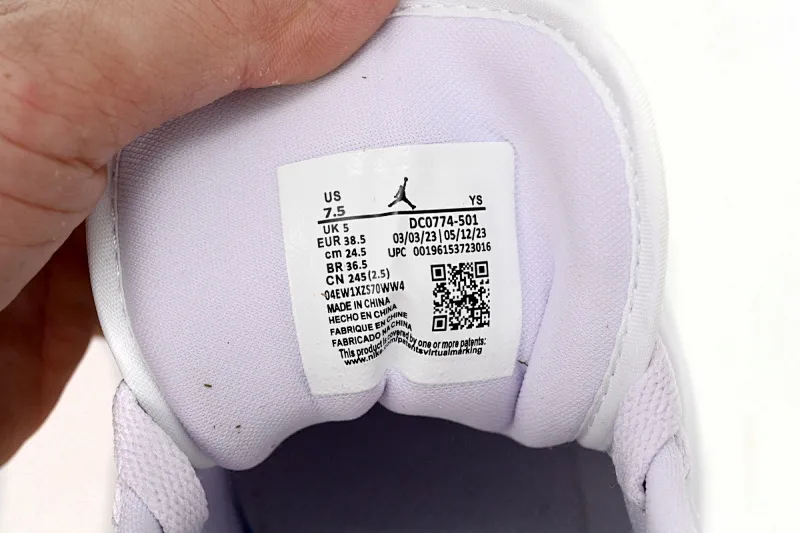 US YS
7.5
UK 5 DC0774-501
EUR 38.5 03/03/23 | 05/12/23
cm 24.5 UPC 00196153723016
BR 36.5
CN 245(2.5)
04EW1XZS70WW4
MADE IN CHINA
HECHO EN CHINA
FABRIQUE EN CHINE
FABRICADO NA CHINA
This product is covered by one or more patents:
www.nike.com/patentsvirtualmarking